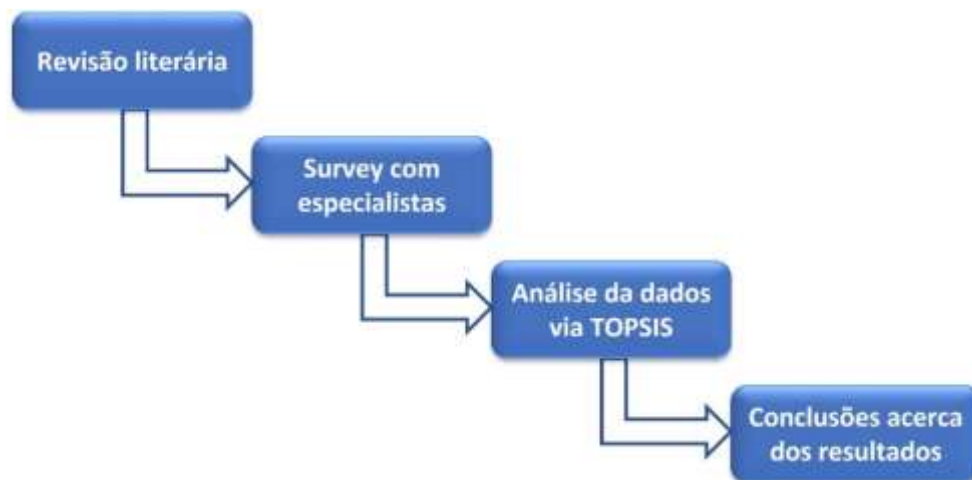 Revisão literária
Survey com
especialistas
Análise da dados
via TOPSIS
Conclusões acerca
dos resultados